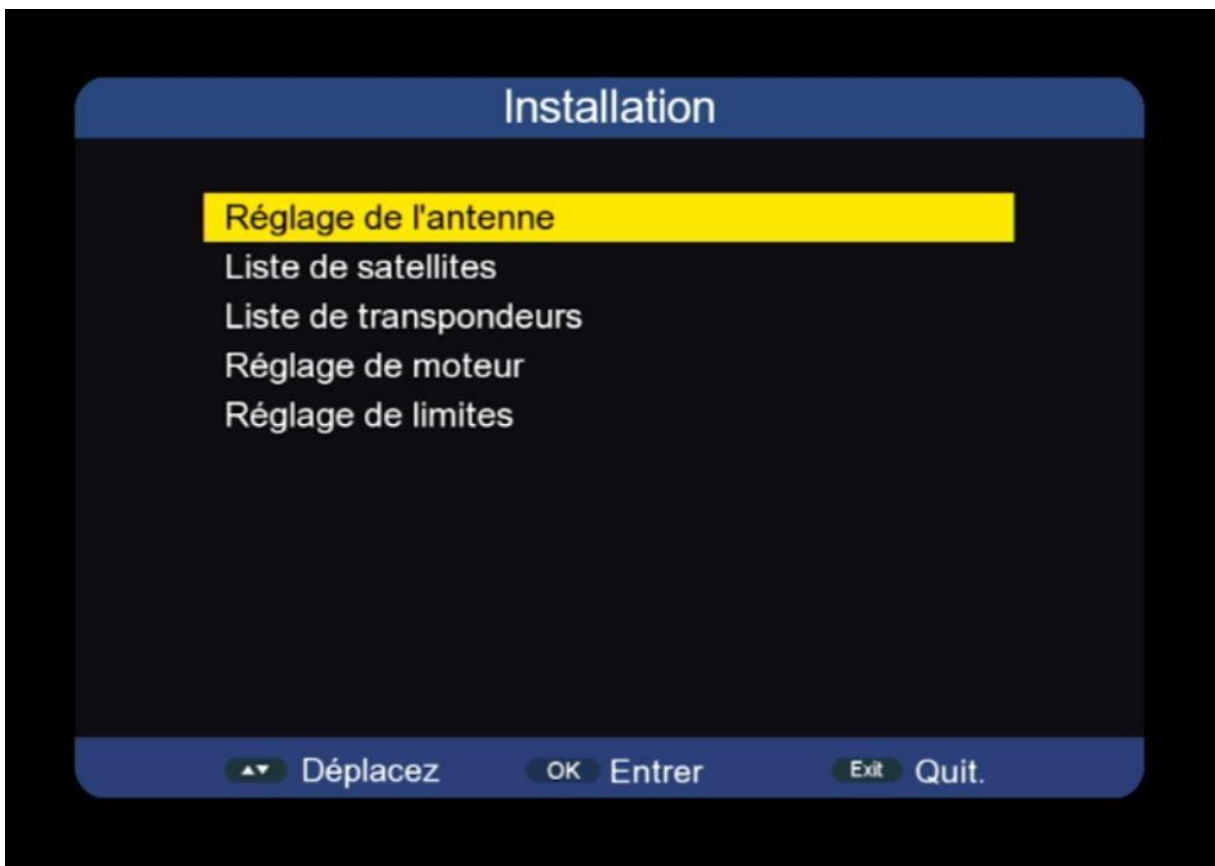 Installation
Réglage de l'antenne
Liste de satellites
Liste de transpondeurs
Réglage de moteur
Réglage de limites
▲▼ Déplacez OK Entrer Exit Quit.